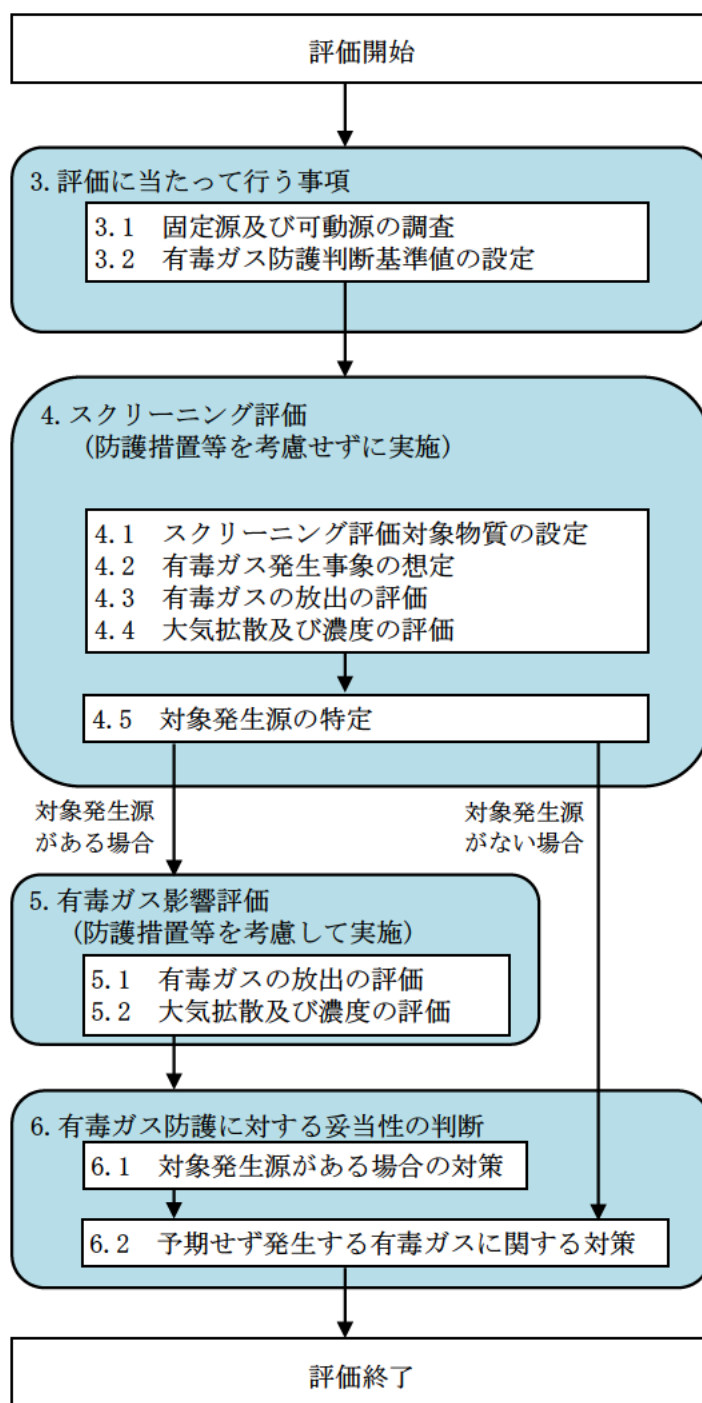 評価開始
3.評価に当たって行う事項
3.1 固定源及び可動源の調査
3.2 有毒ガス防護判断基準値の設定
4.スクリーニング評価
(防護措置等を考慮せずに実施)
4.1 スクリーニング評価対象物質の設定
4.2 有毒ガス発生事象の想定
4.3 有毒ガスの放出の評価
4.4 大気拡散及び濃度の評価
4.5 対象発生源の特定
対象発生源
がある場合
対象発生源
がない場合
5.有毒ガス影響評価
(防護措置等を考慮して実施)
5.1 有毒ガスの放出の評価
5.2 大気拡散及び濃度の評価
6.有毒ガス防護に対する妥当性の判断
6.1 対象発生源がある場合の対策
6.2 予期せず発生する有毒ガスに関する対策
評価終了